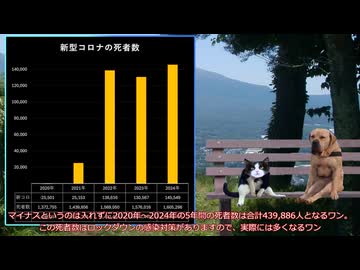 新型コロナの死者数
140,000
120,000
100,000
80,000
60,000
40,000
20,000
2020年 2021年 2022年 2023年 2024年
新コロ
死者数
マイナスというのは入れずに2020年～2024年の5年間の死者数は合計439,886人となるワン。
この死者数はロックダウンの感染対策がありますので、実際には多くなるワン